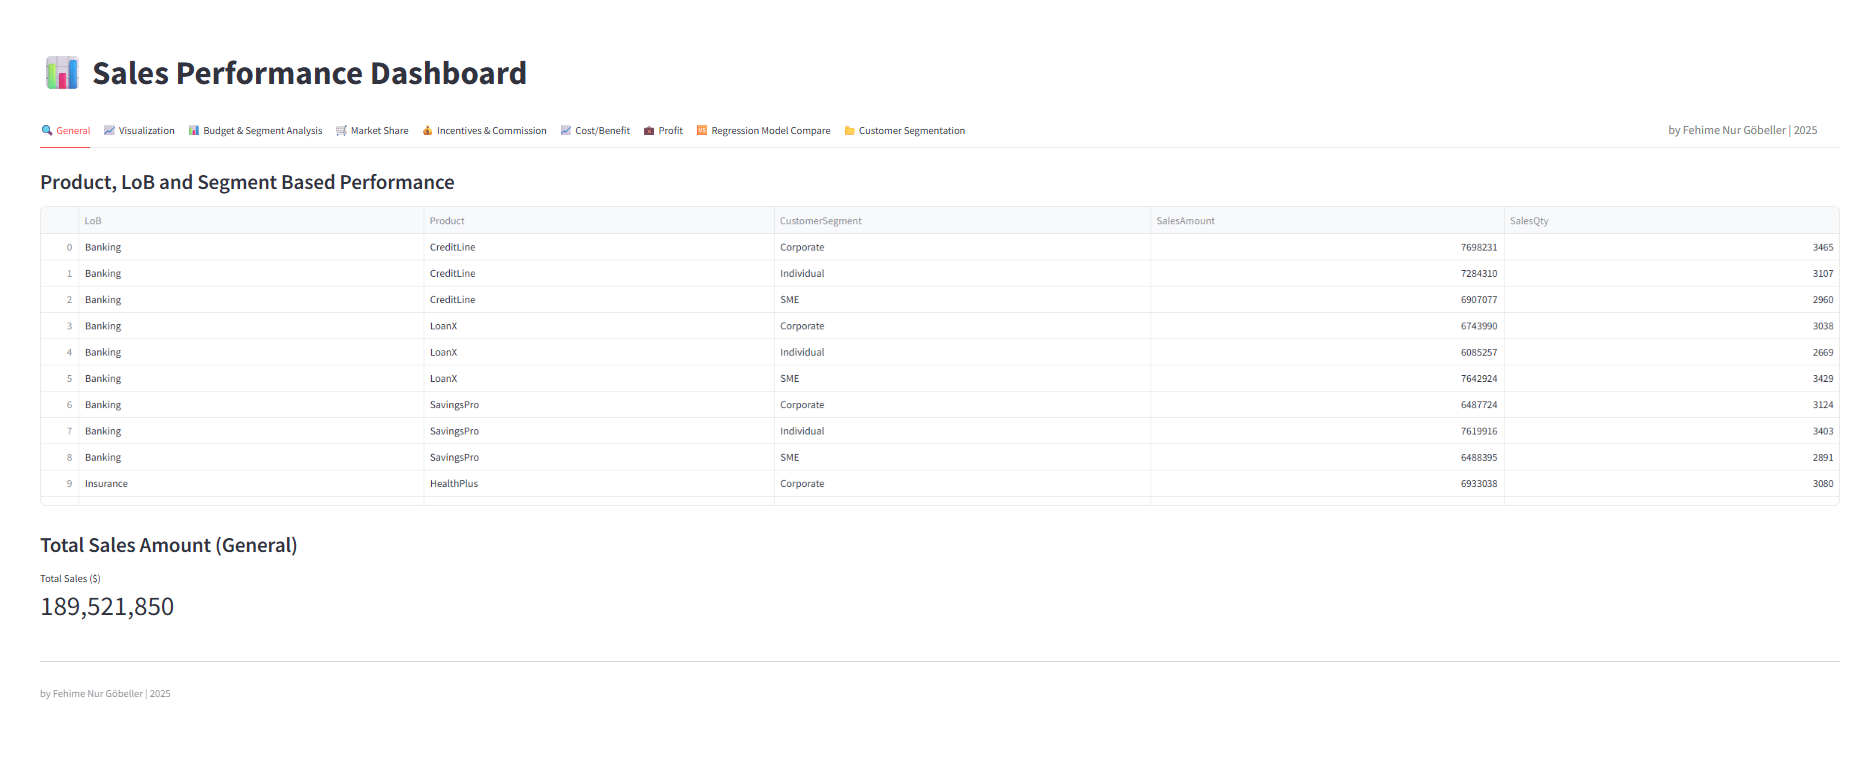 Sales Performance Dashboard
General Visualization Budget & Segment Analysis Market Share Incentives & Commission Cost/Benefit Profit Regression Model Compare Customer Segmentation by Fehime Nur Göbeller | 2025
Product, LoB and Segment Based Performance
LoB Product CustomerSegment SalesAmount SalesQty
0 Banking CreditLine Corporate 7698231 3465
1 Banking CreditLine Individual 7284310 3107
2 Banking CreditLine SME 6907077 2960
3 Banking LoanX Corporate 6743990 3038
4 Banking LoanX Individual 6085257 2669
5 Banking LoanX SME 7642924 3429
6 Banking SavingsPro Corporate 6487724 3124
7 Banking SavingsPro Individual 7619916 3403
8 Banking SavingsPro SME 6488395 2891
9 Insurance HealthPlus Corporate 6933038 3080
Total Sales Amount (General)
Total Sales ($)
189,521,850
by Fehime Nur Göbeller | 2025